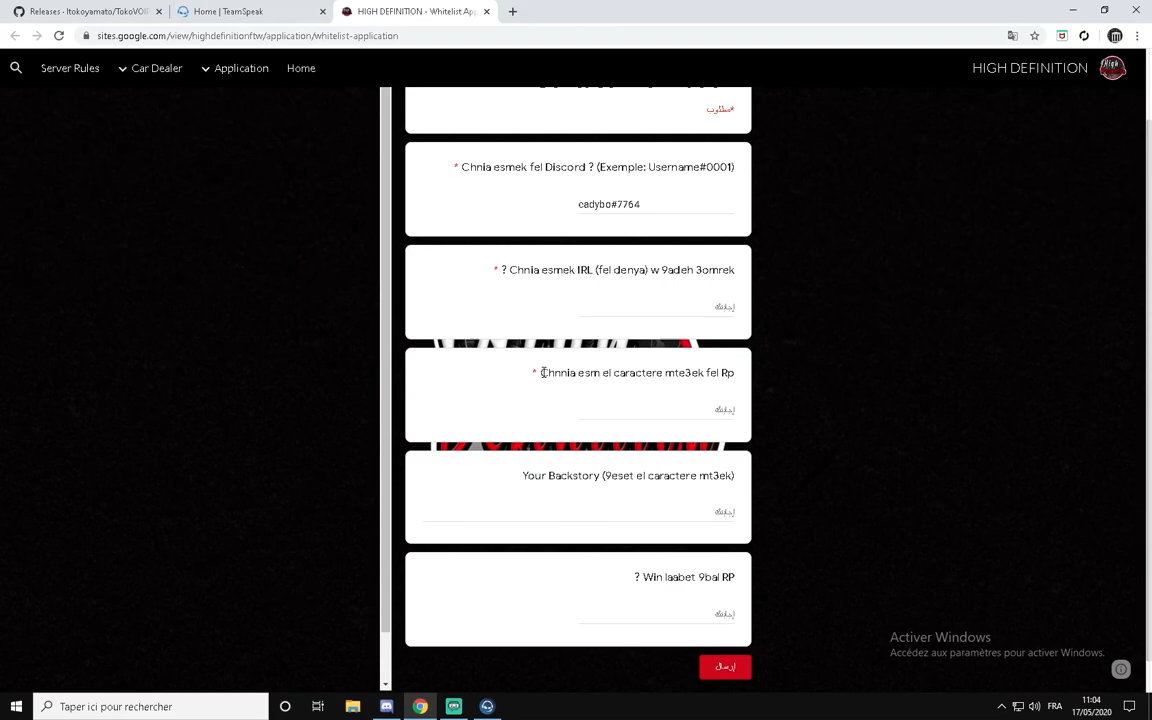 Releases · Itokoyamato/TokoVOIP
Home | TeamSpeak
HIGH DEFINITION - Whitelist App
sites.google.com/view/highdefinitionftw/application/whitelist-application
Server Rules
Car Dealer
Application
Home
HIGH DEFINITION
*مطلوب
* Chnia esmek fel Discord ? (Exemple: Username#0001)
cadybo#7764
* ? Chnia esmek IRL (fel denya) w 9adeh 3omrek
إجابتك
* Chnnia esm el caractere mte3ek fel Rp
إجابتك
Your Backstory (9eset el caractere mt3ek)
إجابتك
? Win laabet 9bal RP
إجابتك
إرسال
Activer Windows
Accédez aux paramètres pour activer Windows.
Taper ici pour rechercher
FRA
11:04
17/05/2020